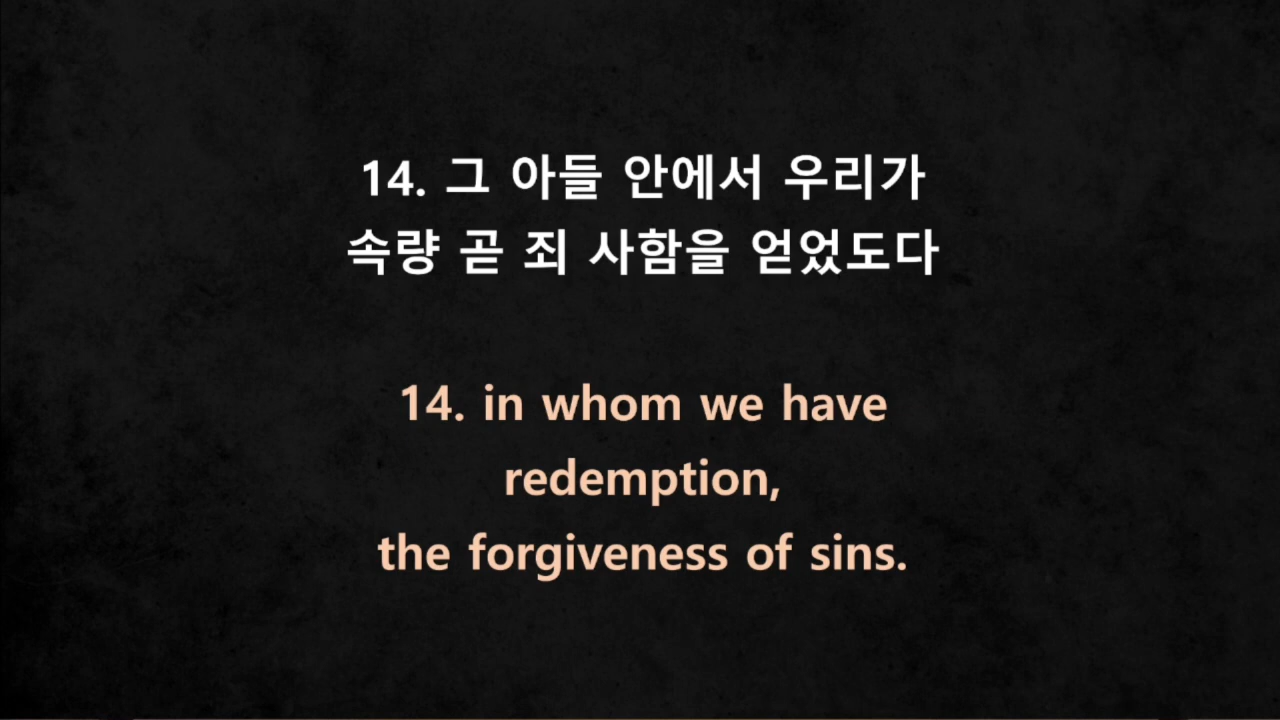 14. 그 아들 안에서 우리가
속량 곧 죄 사함을 얻었도다
14. in whom we have
redemption,
the forgiveness of sins.